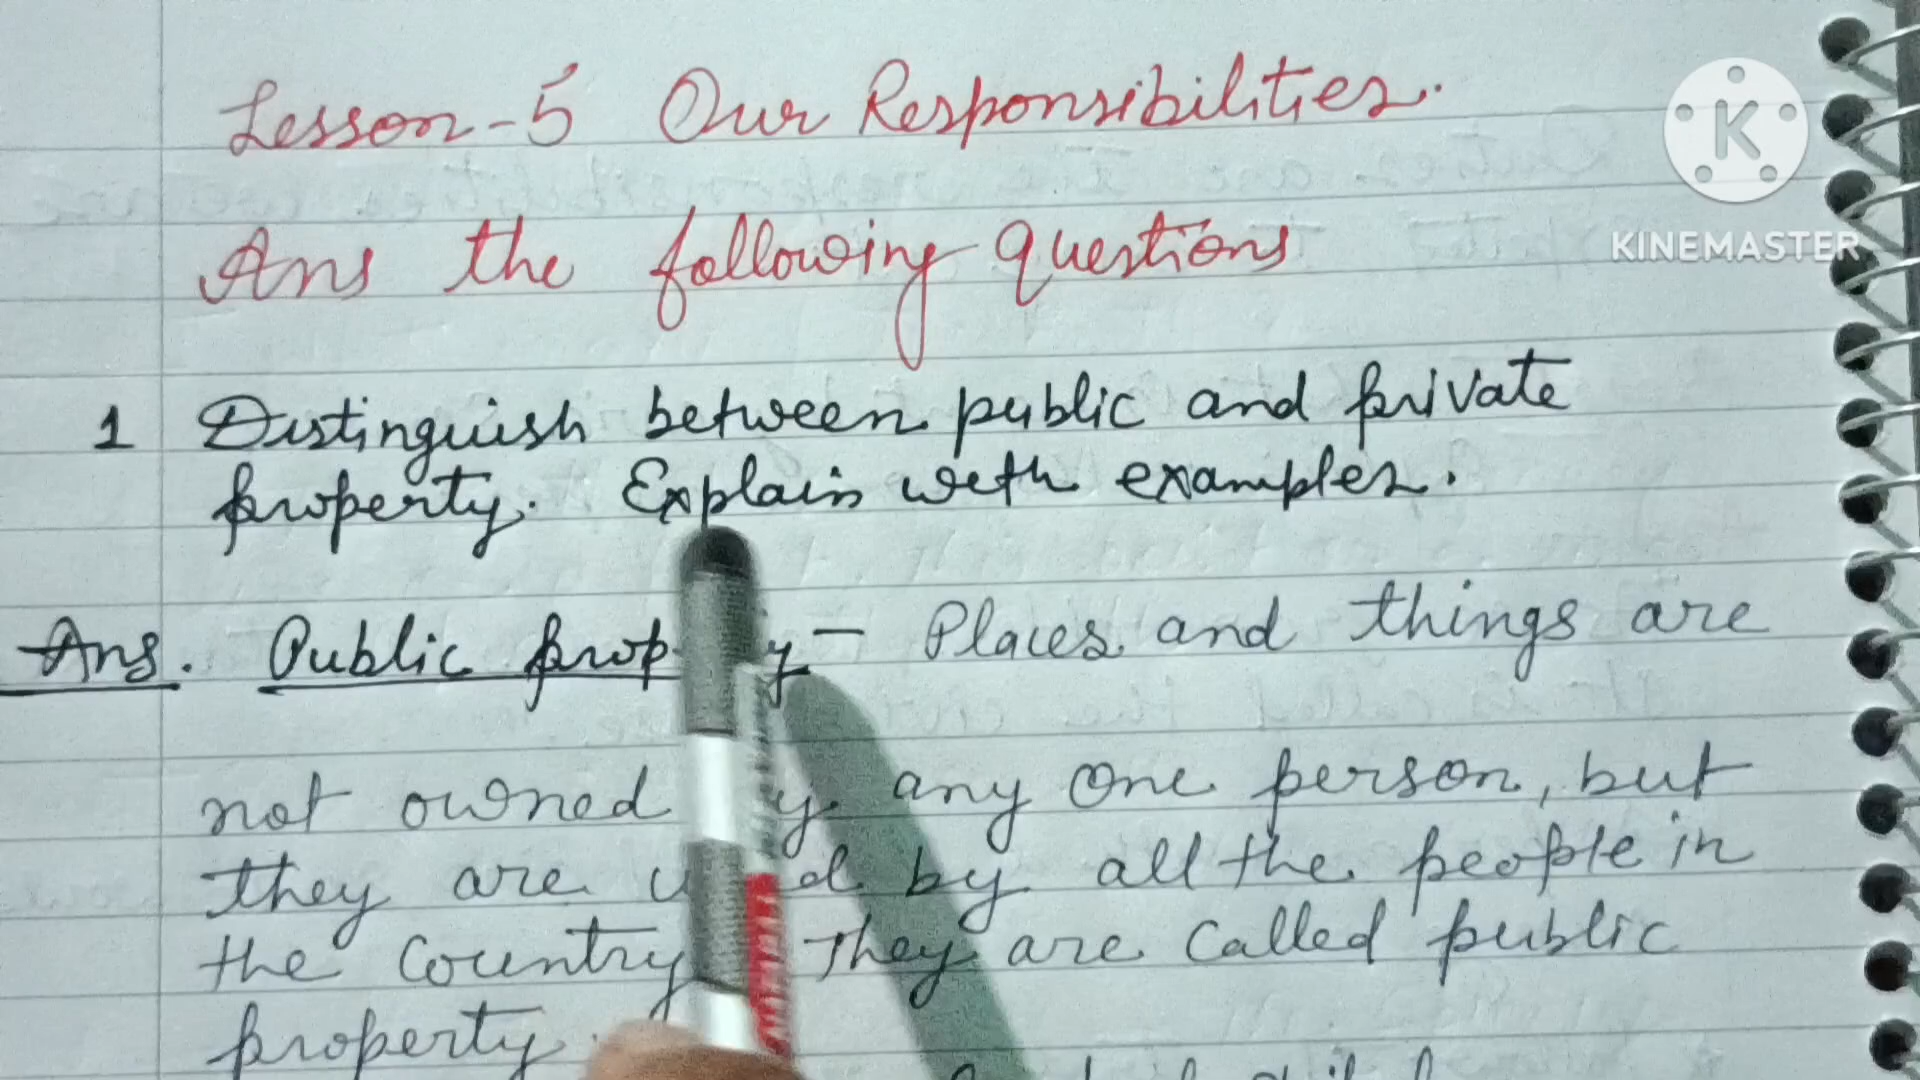 Lesson-5 Our Responsibilities.
K
KINEMASTER
Ans the following questions
1 Distinguish between public and private
property. Explain with examples.
Ans. Public property - Places and things are
not owned any one person, but
they are by all the people in
the Country They are called public
property.